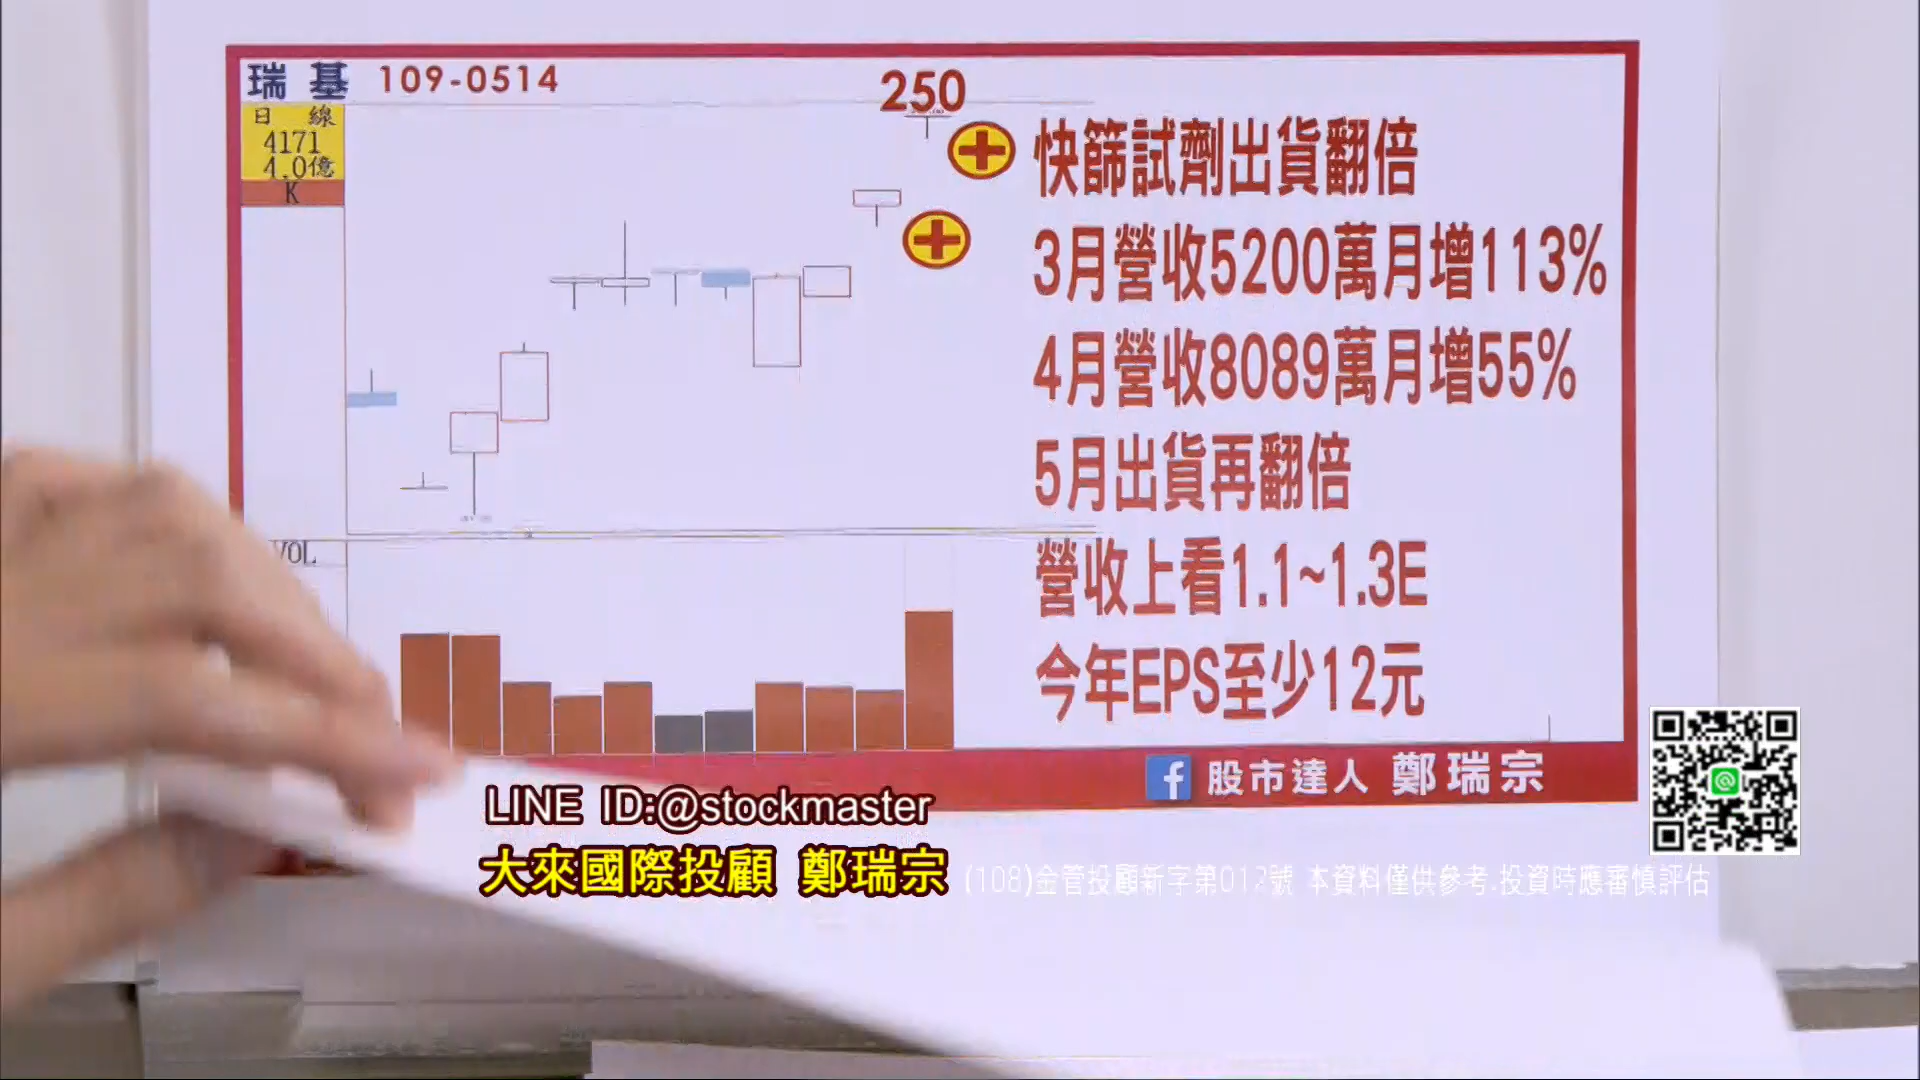 瑞基 109-0514
250
日 線
4171
4.0億
K
快篩試劑出貨翻倍
3月營收5200萬月增113%
4月營收8089萬月增55%
5月出貨再翻倍
營收上看1.1~1.3E
今年EPS至少12元
VOL
f 股市達人 鄭瑞宗
LINE ID:@stockmaster
大來國際投顧 鄭瑞宗
(108)金管投顧新字第012號 本資料僅供參考.投資時應審慎評估